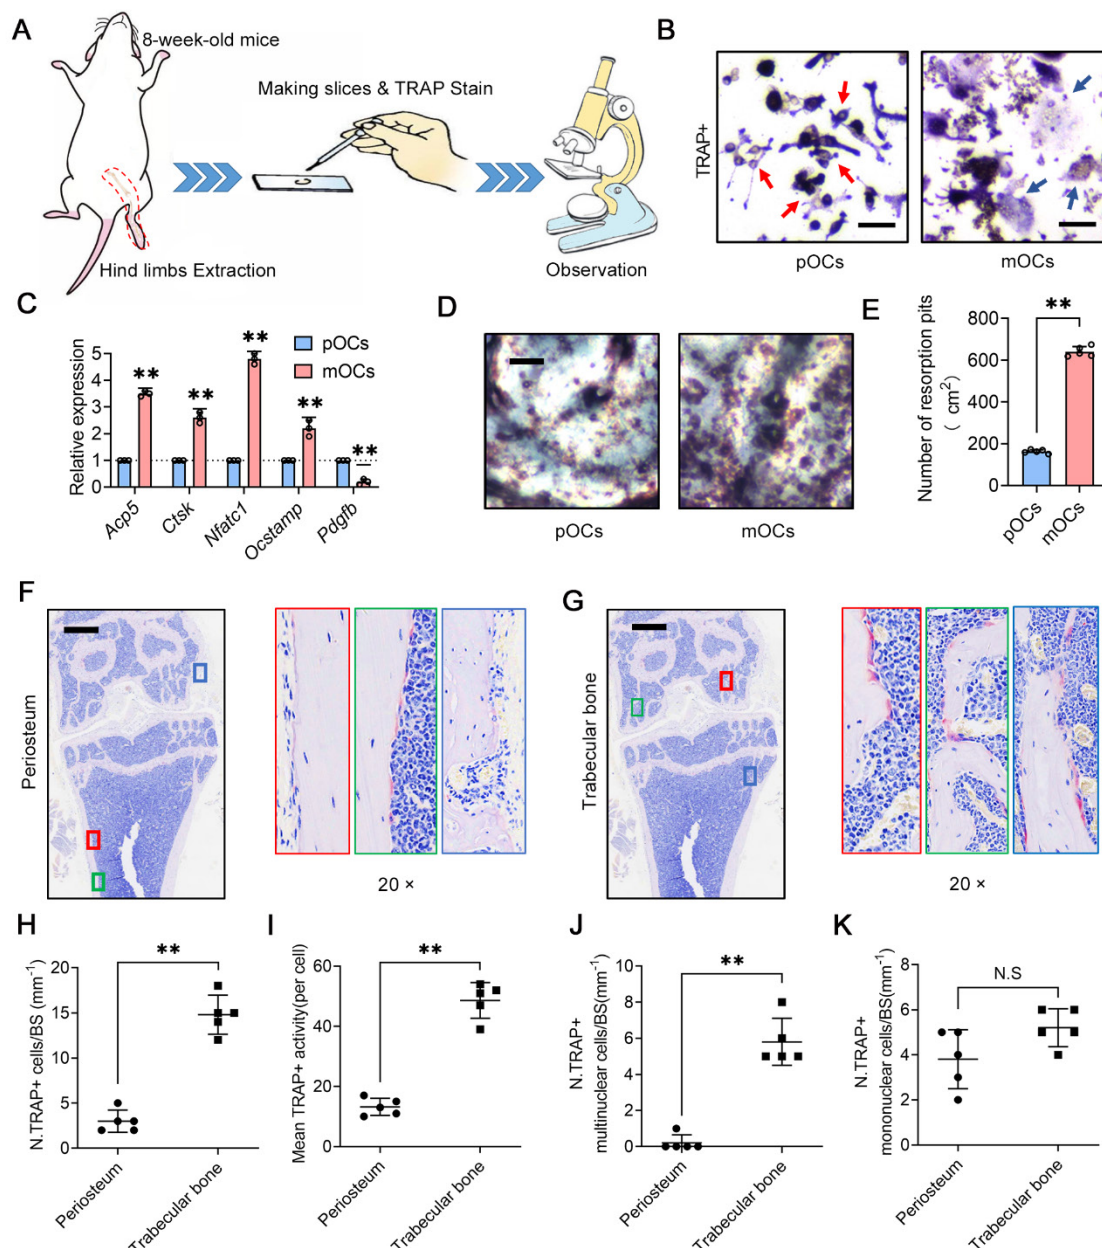 A
8-week-old mice
Making slices & TRAP Stain
Hind limbs Extraction
Observation
B
TRAP+
pOCs
mOCs
C
Relative expression
5
4
3
2
1
0
pOCs
mOCs
**
**
**
**
**
Acp5
Ctsk
Nfatc1
Ocstamp
Pdgfb
D
pOCs
mOCs
E
Number of resorption pits
( cm²)
800
600
400
200
0
**
pOCs
mOCs
F
Periosteum
20 ×
G
Trabecular bone
20 ×
H
N.TRAP+ cells/BS (mm⁻¹)
20
15
10
5
0
**
Periosteum
Trabecular bone
I
Mean TRAP+ activity(per cell)
60
40
20
0
**
Periosteum
Trabecular bone
J
N.TRAP+
multinuclear cells/BS(mm⁻¹)
10
8
6
4
2
0
**
Periosteum
Trabecular bone
K
N.TRAP+
mononuclear cells/BS(mm⁻¹)
8
6
4
2
0
N.S
Periosteum
Trabecular bone